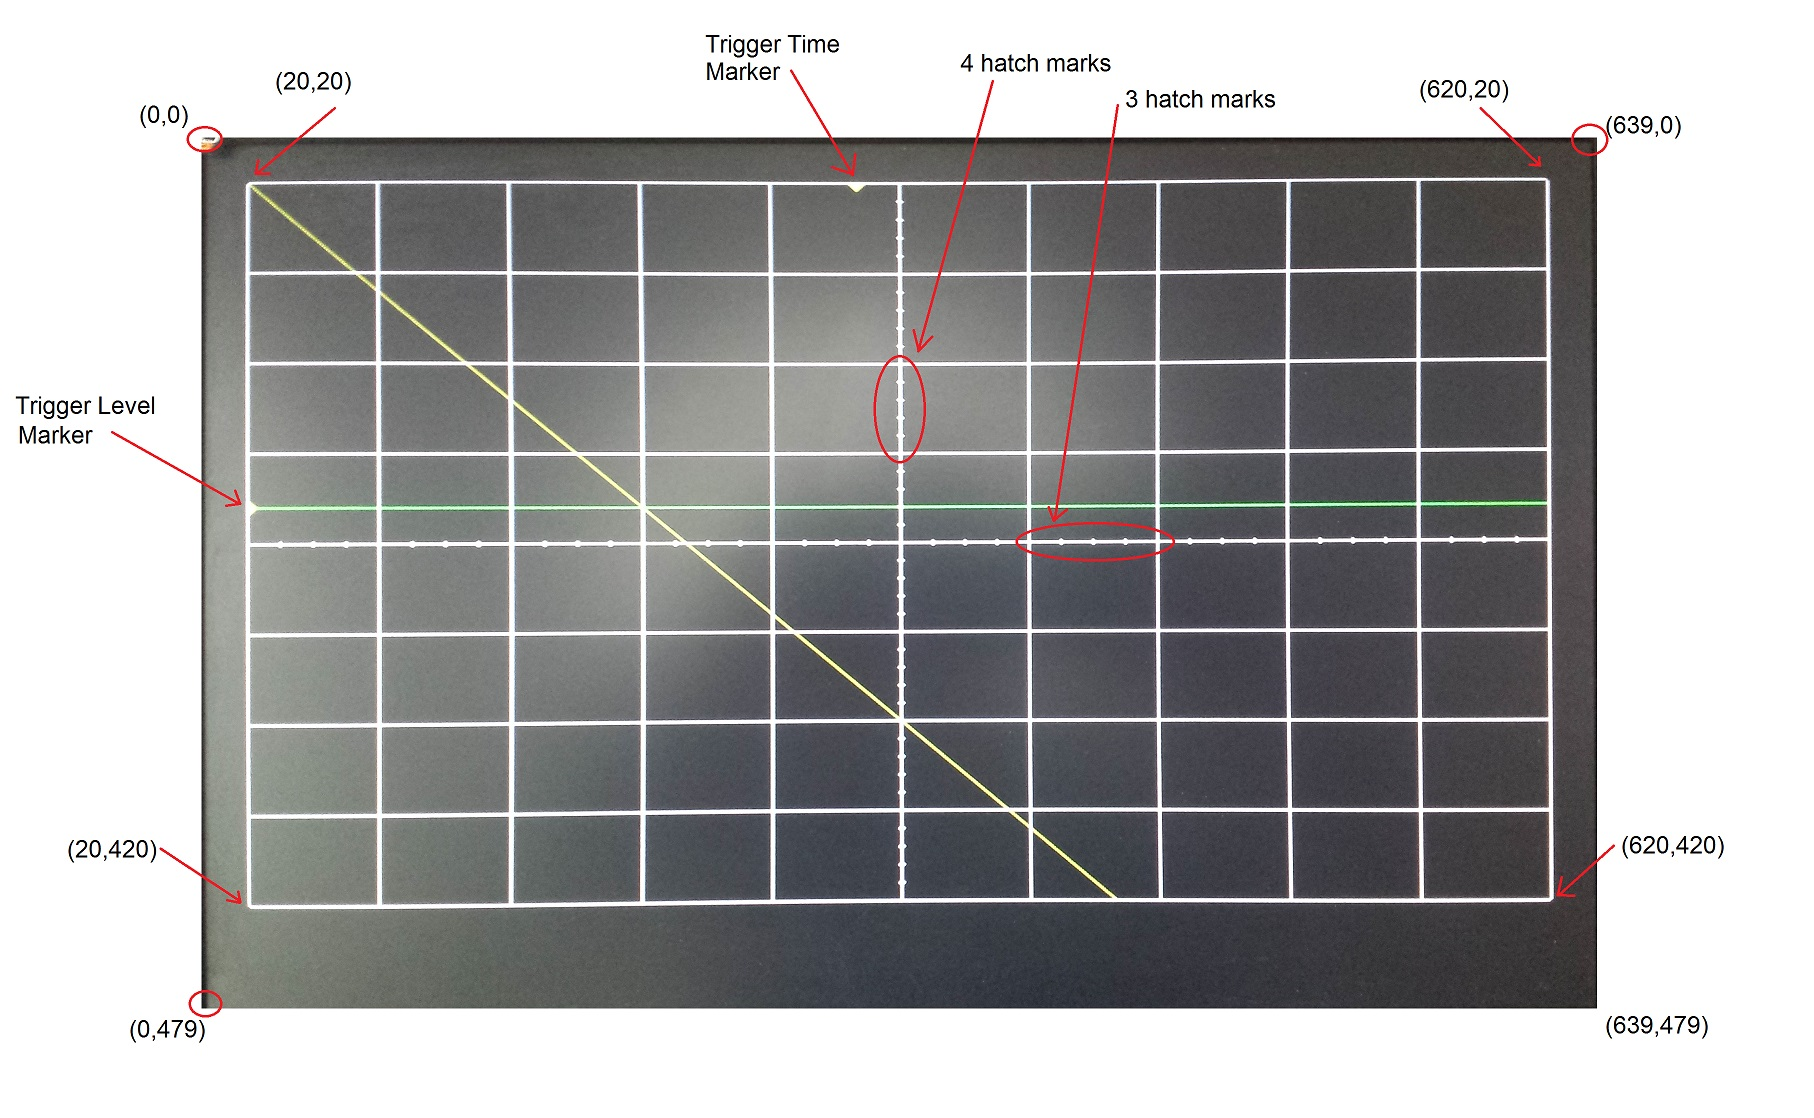 Trigger Time
Marker
4 hatch marks
(20,20)
3 hatch marks
(620,20)
(0,0)
(639,0)
Trigger Level
Marker
(20,420)
(620,420)
(0,479)
(639,479)